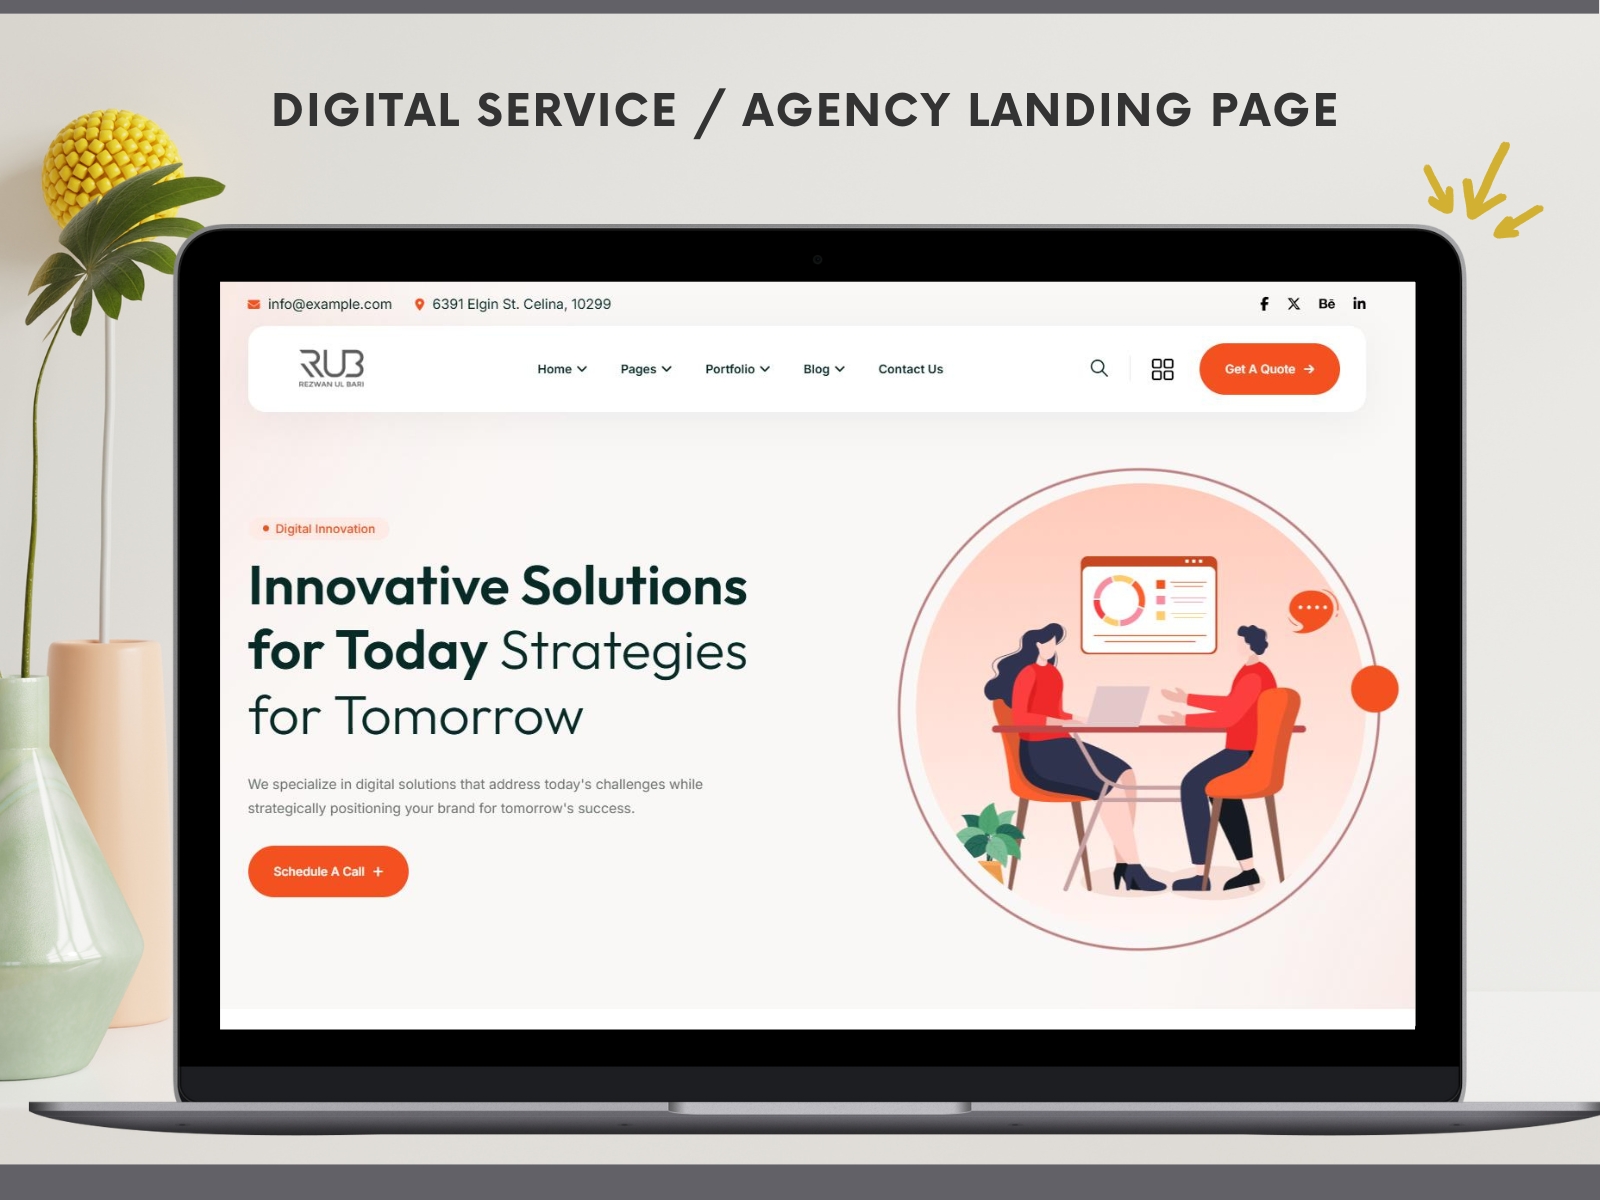 DIGITAL SERVICE / AGENCY LANDING PAGE
info@example.com 6391 Elgin St. Celina, 10299 Bē in
RUB
REZWAN UL BARI
Home Pages Portfolio Blog Contact Us Get A Quote
Digital Innovation
Innovative Solutions
for Today Strategies
for Tomorrow
We specialize in digital solutions that address today's challenges while
strategically positioning your brand for tomorrow's success.
Schedule A Call +